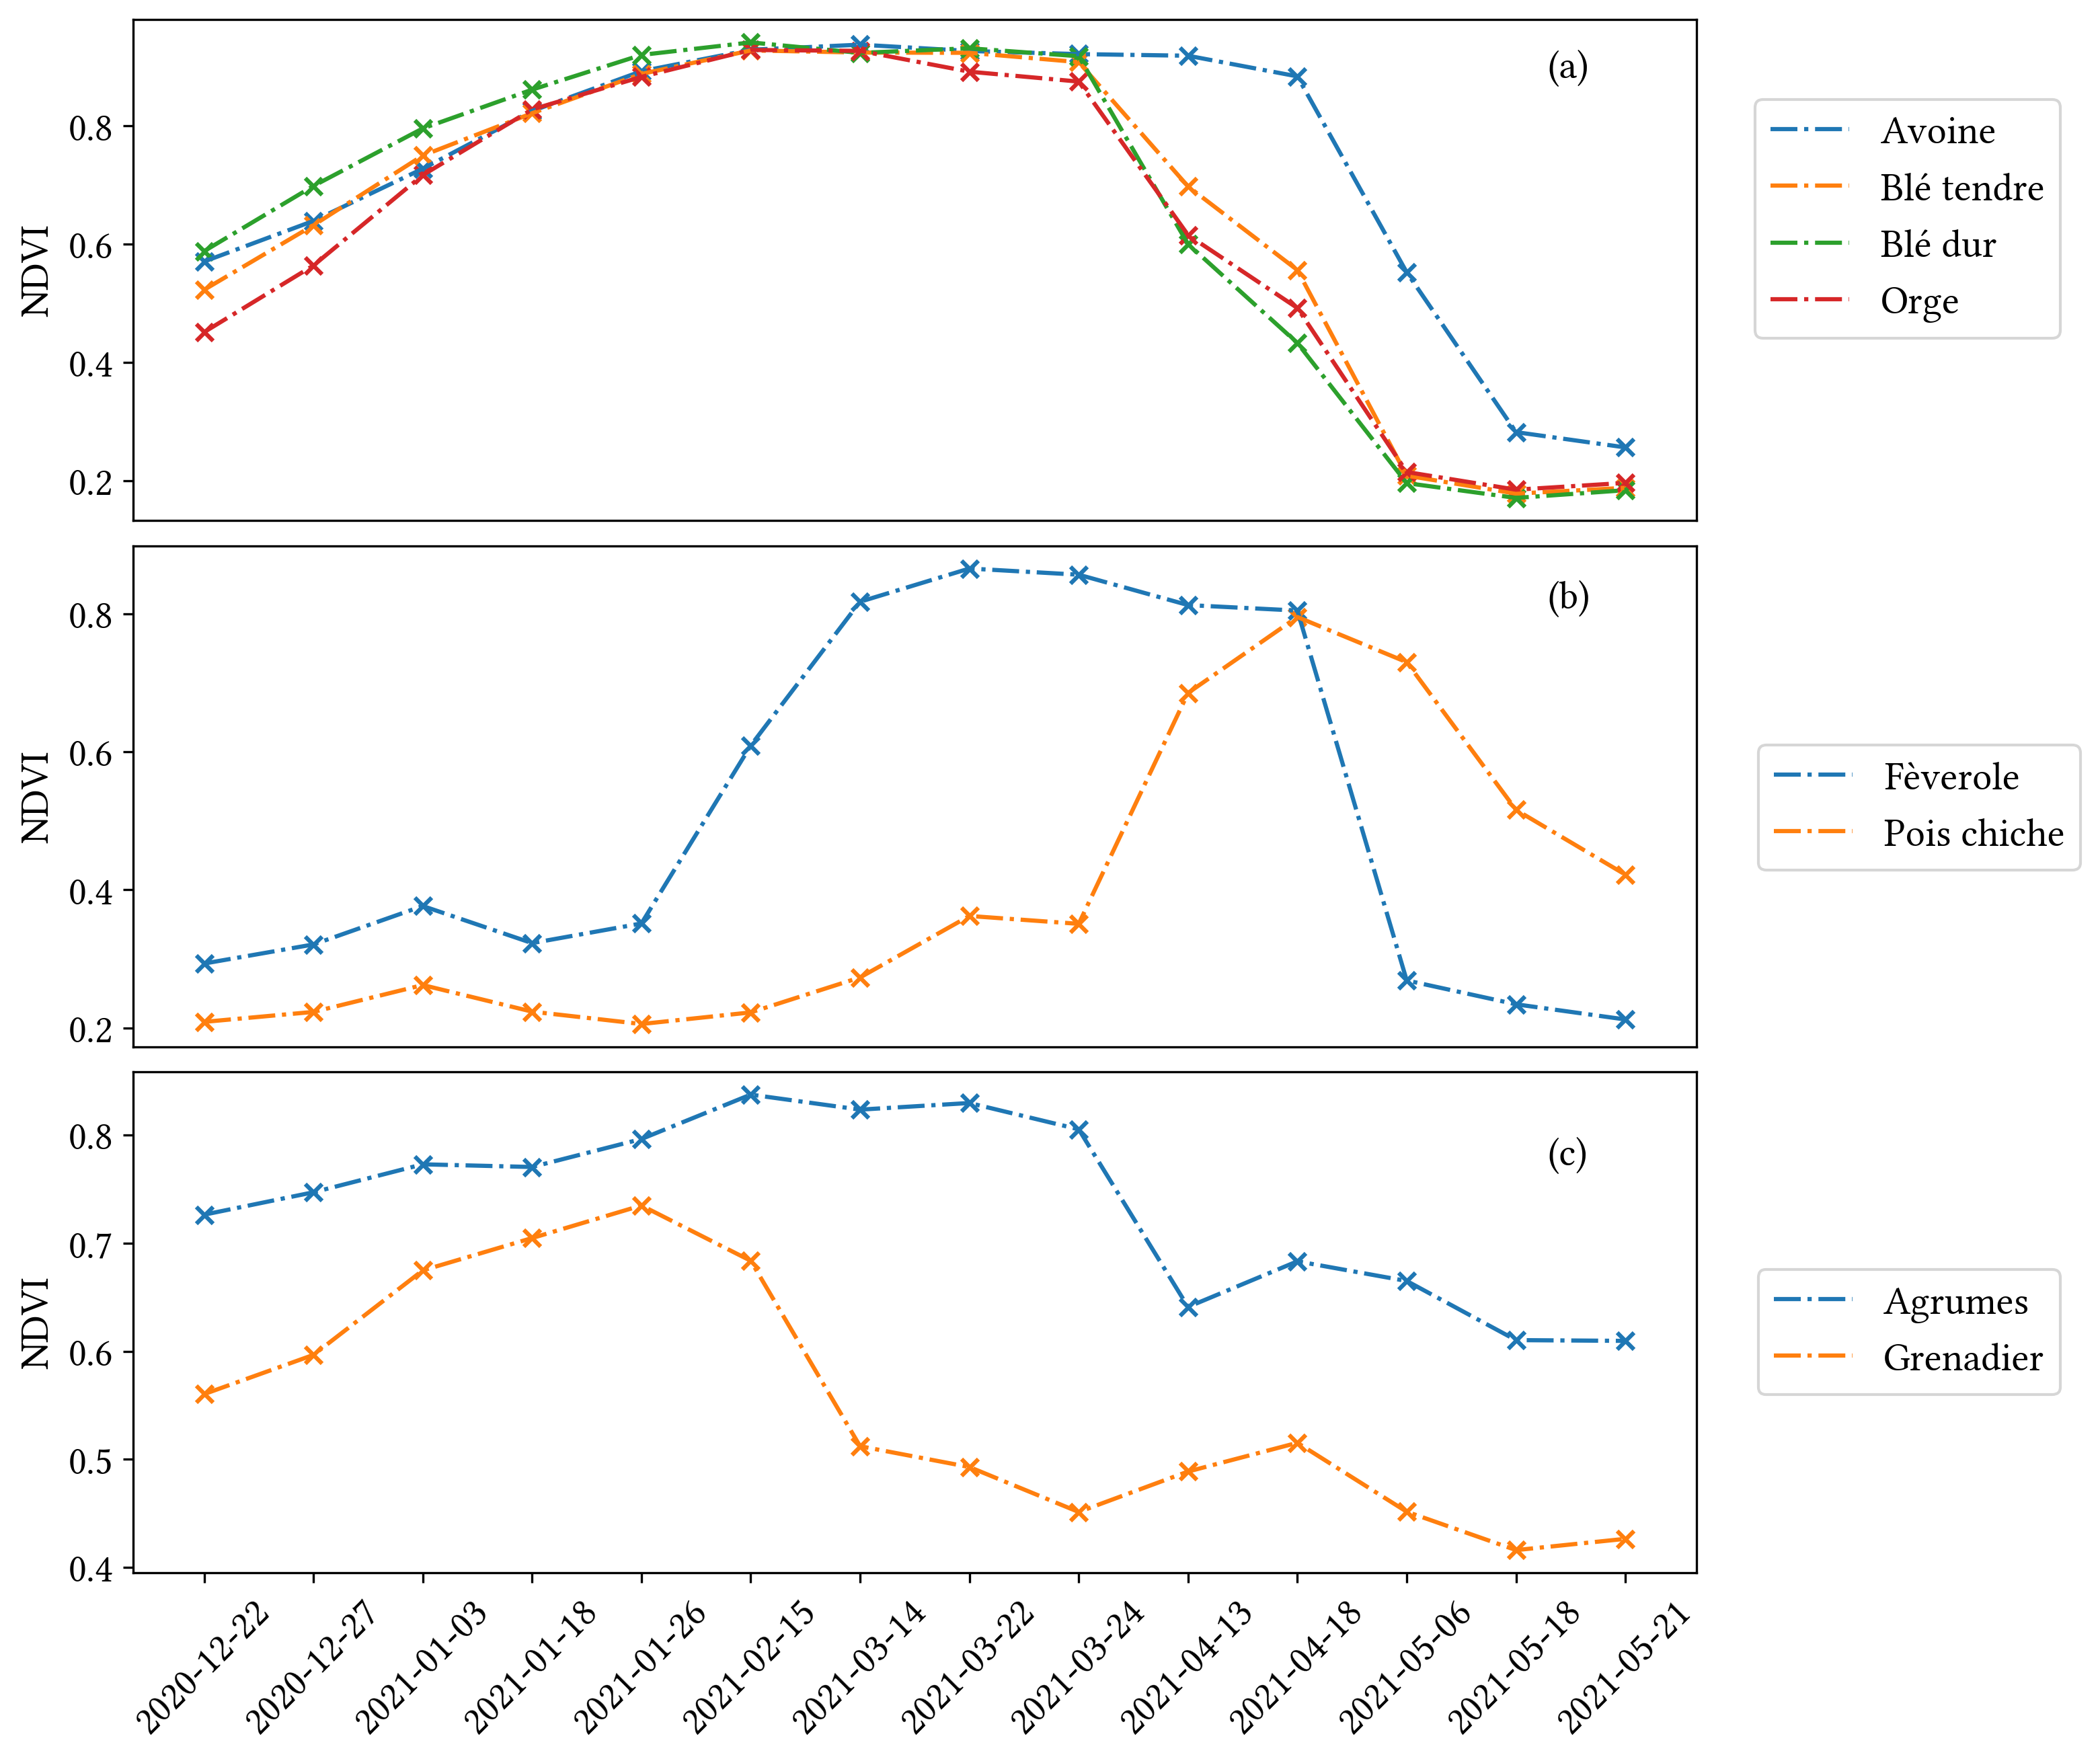 (a)
0.8
0.6
0.4
0.2
NDVI
Avoine
Blé tendre
Blé dur
Orge
(b)
0.8
0.6
0.4
0.2
NDVI
Fèverole
Pois chiche
(c)
0.8
0.7
0.6
0.5
0.4
NDVI
Agrumes
Grenadier
2020-12-22
2020-12-27
2021-01-03
2021-01-18
2021-01-26
2021-02-15
2021-03-14
2021-03-22
2021-03-24
2021-04-13
2021-04-18
2021-05-06
2021-05-18
2021-05-21